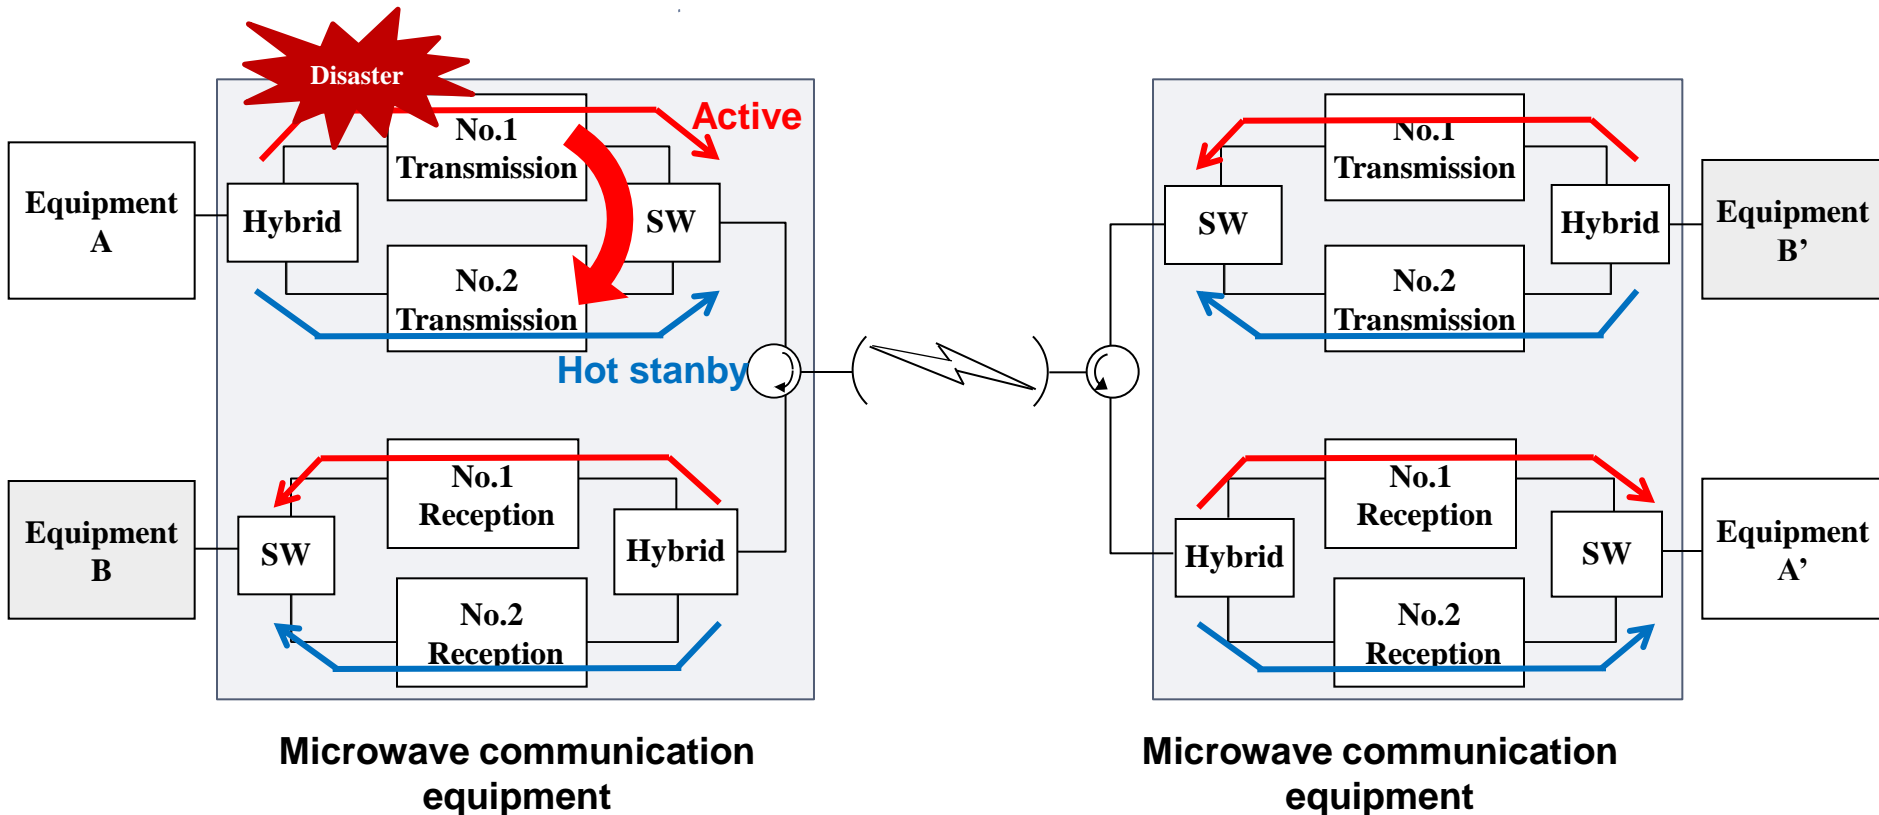 Disaster
Active
No.1
Transmission
Equipment
A
Hybrid
SW
No.2
Transmission
Hot stanby
No.1
Reception
Equipment
B
SW
Hybrid
No.2
Reception
Microwave communication
equipment
No.1
Transmission
SW
Hybrid
Equipment
B’
No.2
Transmission
No.1
Reception
Hybrid
SW
Equipment
A’
No.2
Reception
Microwave communication
equipment